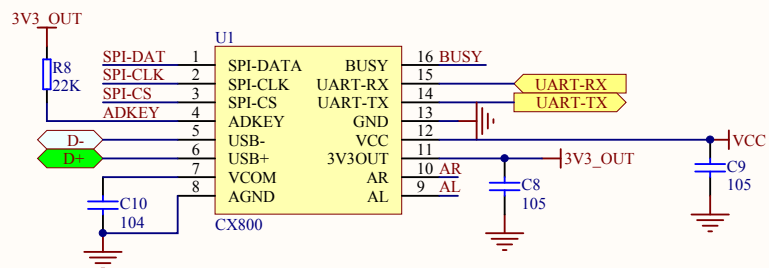 3V3_OUT
U1
R8
22K
SPI-DAT 1 SPI-DATA BUSY 16 BUSY
SPI-CLK 2 SPI-CLK UART-RX 15 UART-RX
SPI-CS 3 SPI-CS UART-TX 14 UART-TX
ADKEY 4 ADKEY GND 13
D- 5 USB- VCC 12 VCC
D+ 6 USB+ 3V3OUT 11 3V3_OUT
7 VCOM AR 10 AR
8 AGND AL 9 AL
C10
104
CX800
C8
105
C9
105